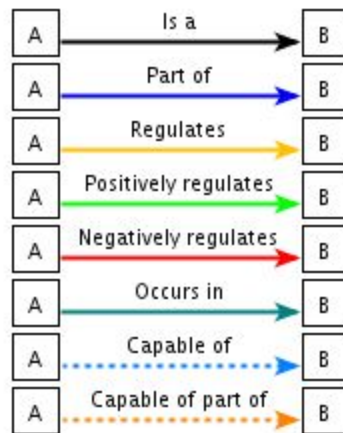 A Is a B
A Part of B
A Regulates B
A Positively regulates B
A Negatively regulates B
A Occurs in B
A Capable of B
A Capable of part of B